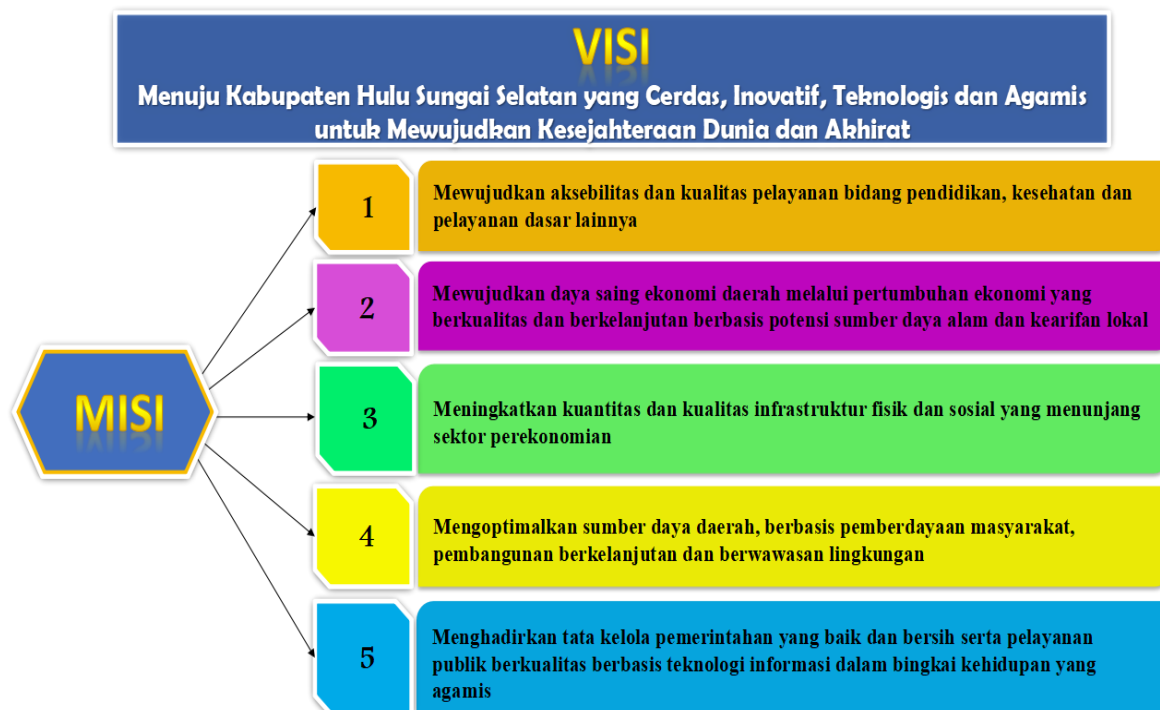 VISI
Menuju Kabupaten Hulu Sungai Selatan yang Cerdas, Inovatif, Teknologis dan Agamis
untuk Mewujudkan Kesejahteraan Dunia dan Akhirat
MISI
1
Mewujudkan aksebilitas dan kualitas pelayanan bidang pendidikan, kesehatan dan
pelayanan dasar lainnya
2
Mewujudkan daya saing ekonomi daerah melalui pertumbuhan ekonomi yang
berkualitas dan berkelanjutan berbasis potensi sumber daya alam dan kearifan lokal
3
Meningkatkan kuantitas dan kualitas infrastruktur fisik dan sosial yang menunjang
sektor perekonomian
4
Mengoptimalkan sumber daya daerah, berbasis pemberdayaan masyarakat,
pembangunan berkelanjutan dan berwawasan lingkungan
5
Menghadirkan tata kelola pemerintahan yang baik dan bersih serta pelayanan
publik berkualitas berbasis teknologi informasi dalam bingkai kehidupan yang
agamis